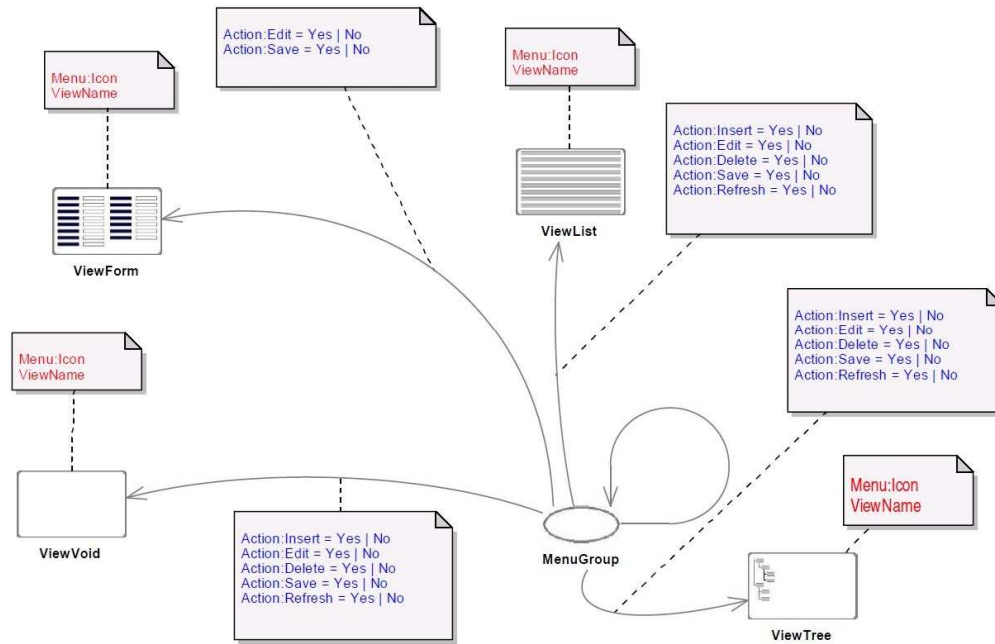 Action:Edit = Yes | No
Action:Save = Yes | No
Menu:Icon
ViewName
Menu:Icon
ViewName
Action:Insert = Yes | No
Action:Edit = Yes | No
Action:Delete = Yes | No
Action:Save = Yes | No
Action:Refresh = Yes | No
ViewList
ViewForm
Action:Insert = Yes | No
Action:Edit = Yes | No
Action:Delete = Yes | No
Action:Save = Yes | No
Action:Refresh = Yes | No
Menu:Icon
ViewName
Menu:Icon
ViewName
ViewVoid
Action:Insert = Yes | No
Action:Edit = Yes | No
Action:Delete = Yes | No
Action:Save = Yes | No
Action:Refresh = Yes | No
MenuGroup
ViewTree